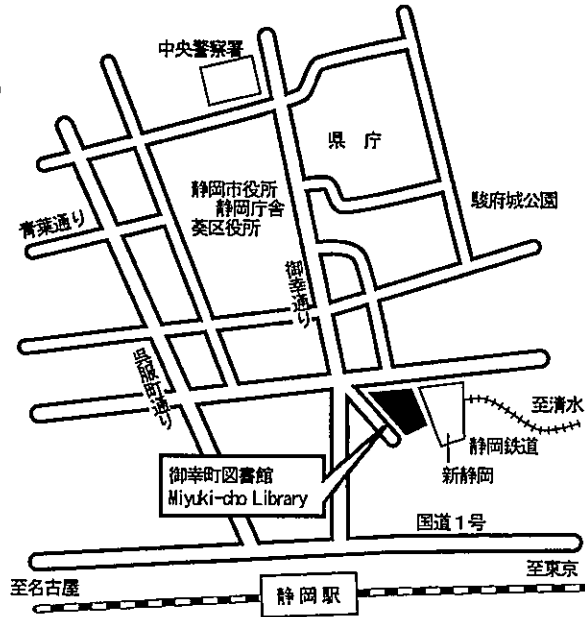 中央警察署
県庁
静岡市役所
静岡庁舎
葵区役所
駿府城公園
青葉通り
御幸通り
呉服町通り
至清水
静岡鉄道
新静岡
御幸町図書館
Miyuki-cho Library
国道1号
至名古屋
至東京
静岡駅